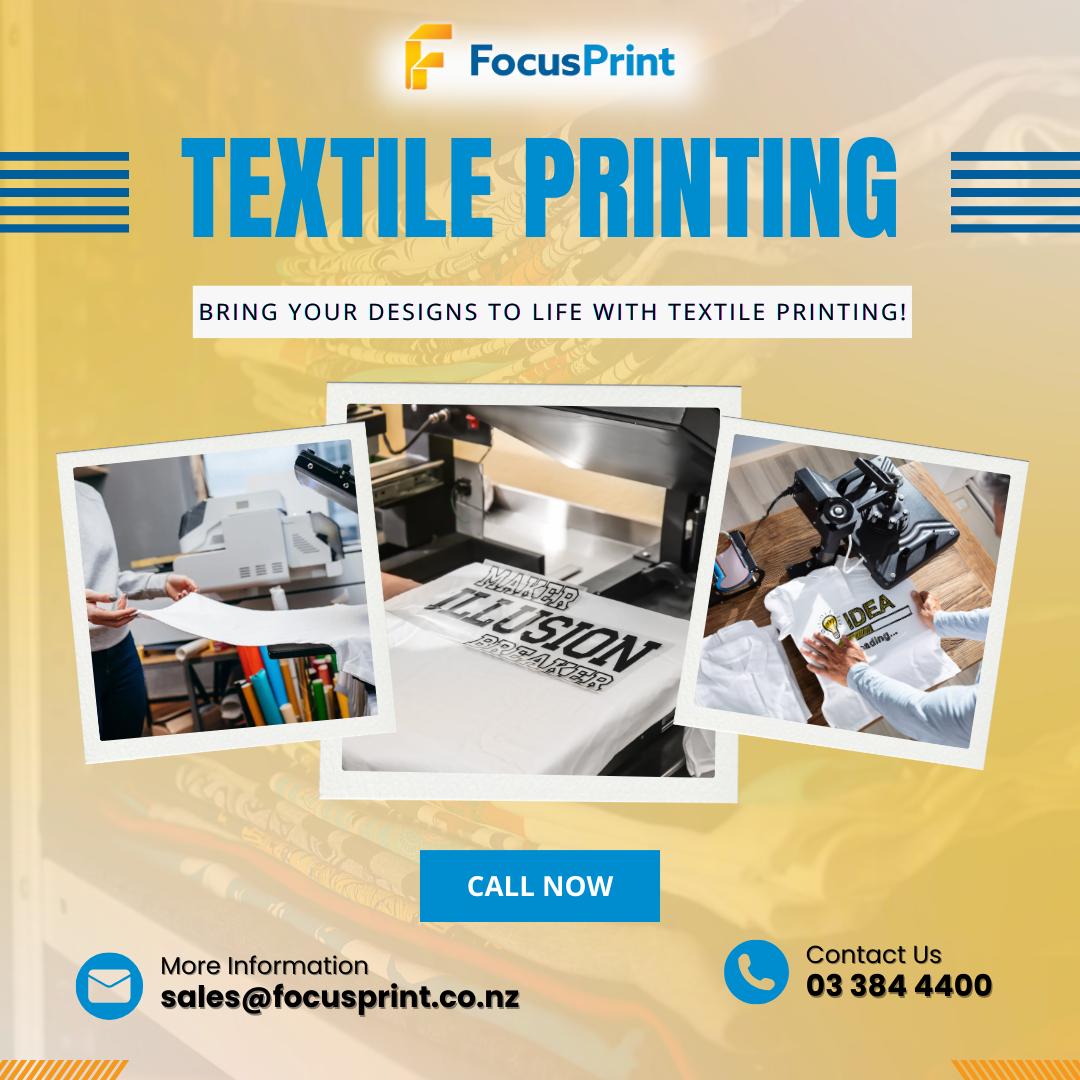 FocusPrint
TEXTILE PRINTING
BRING YOUR DESIGNS TO LIFE WITH TEXTILE PRINTING!
MAKER
ILLUSION
BREAKER
IDEA
ading...
CALL NOW
More Information
sales@focusprint.co.nz
Contact Us
03 384 4400